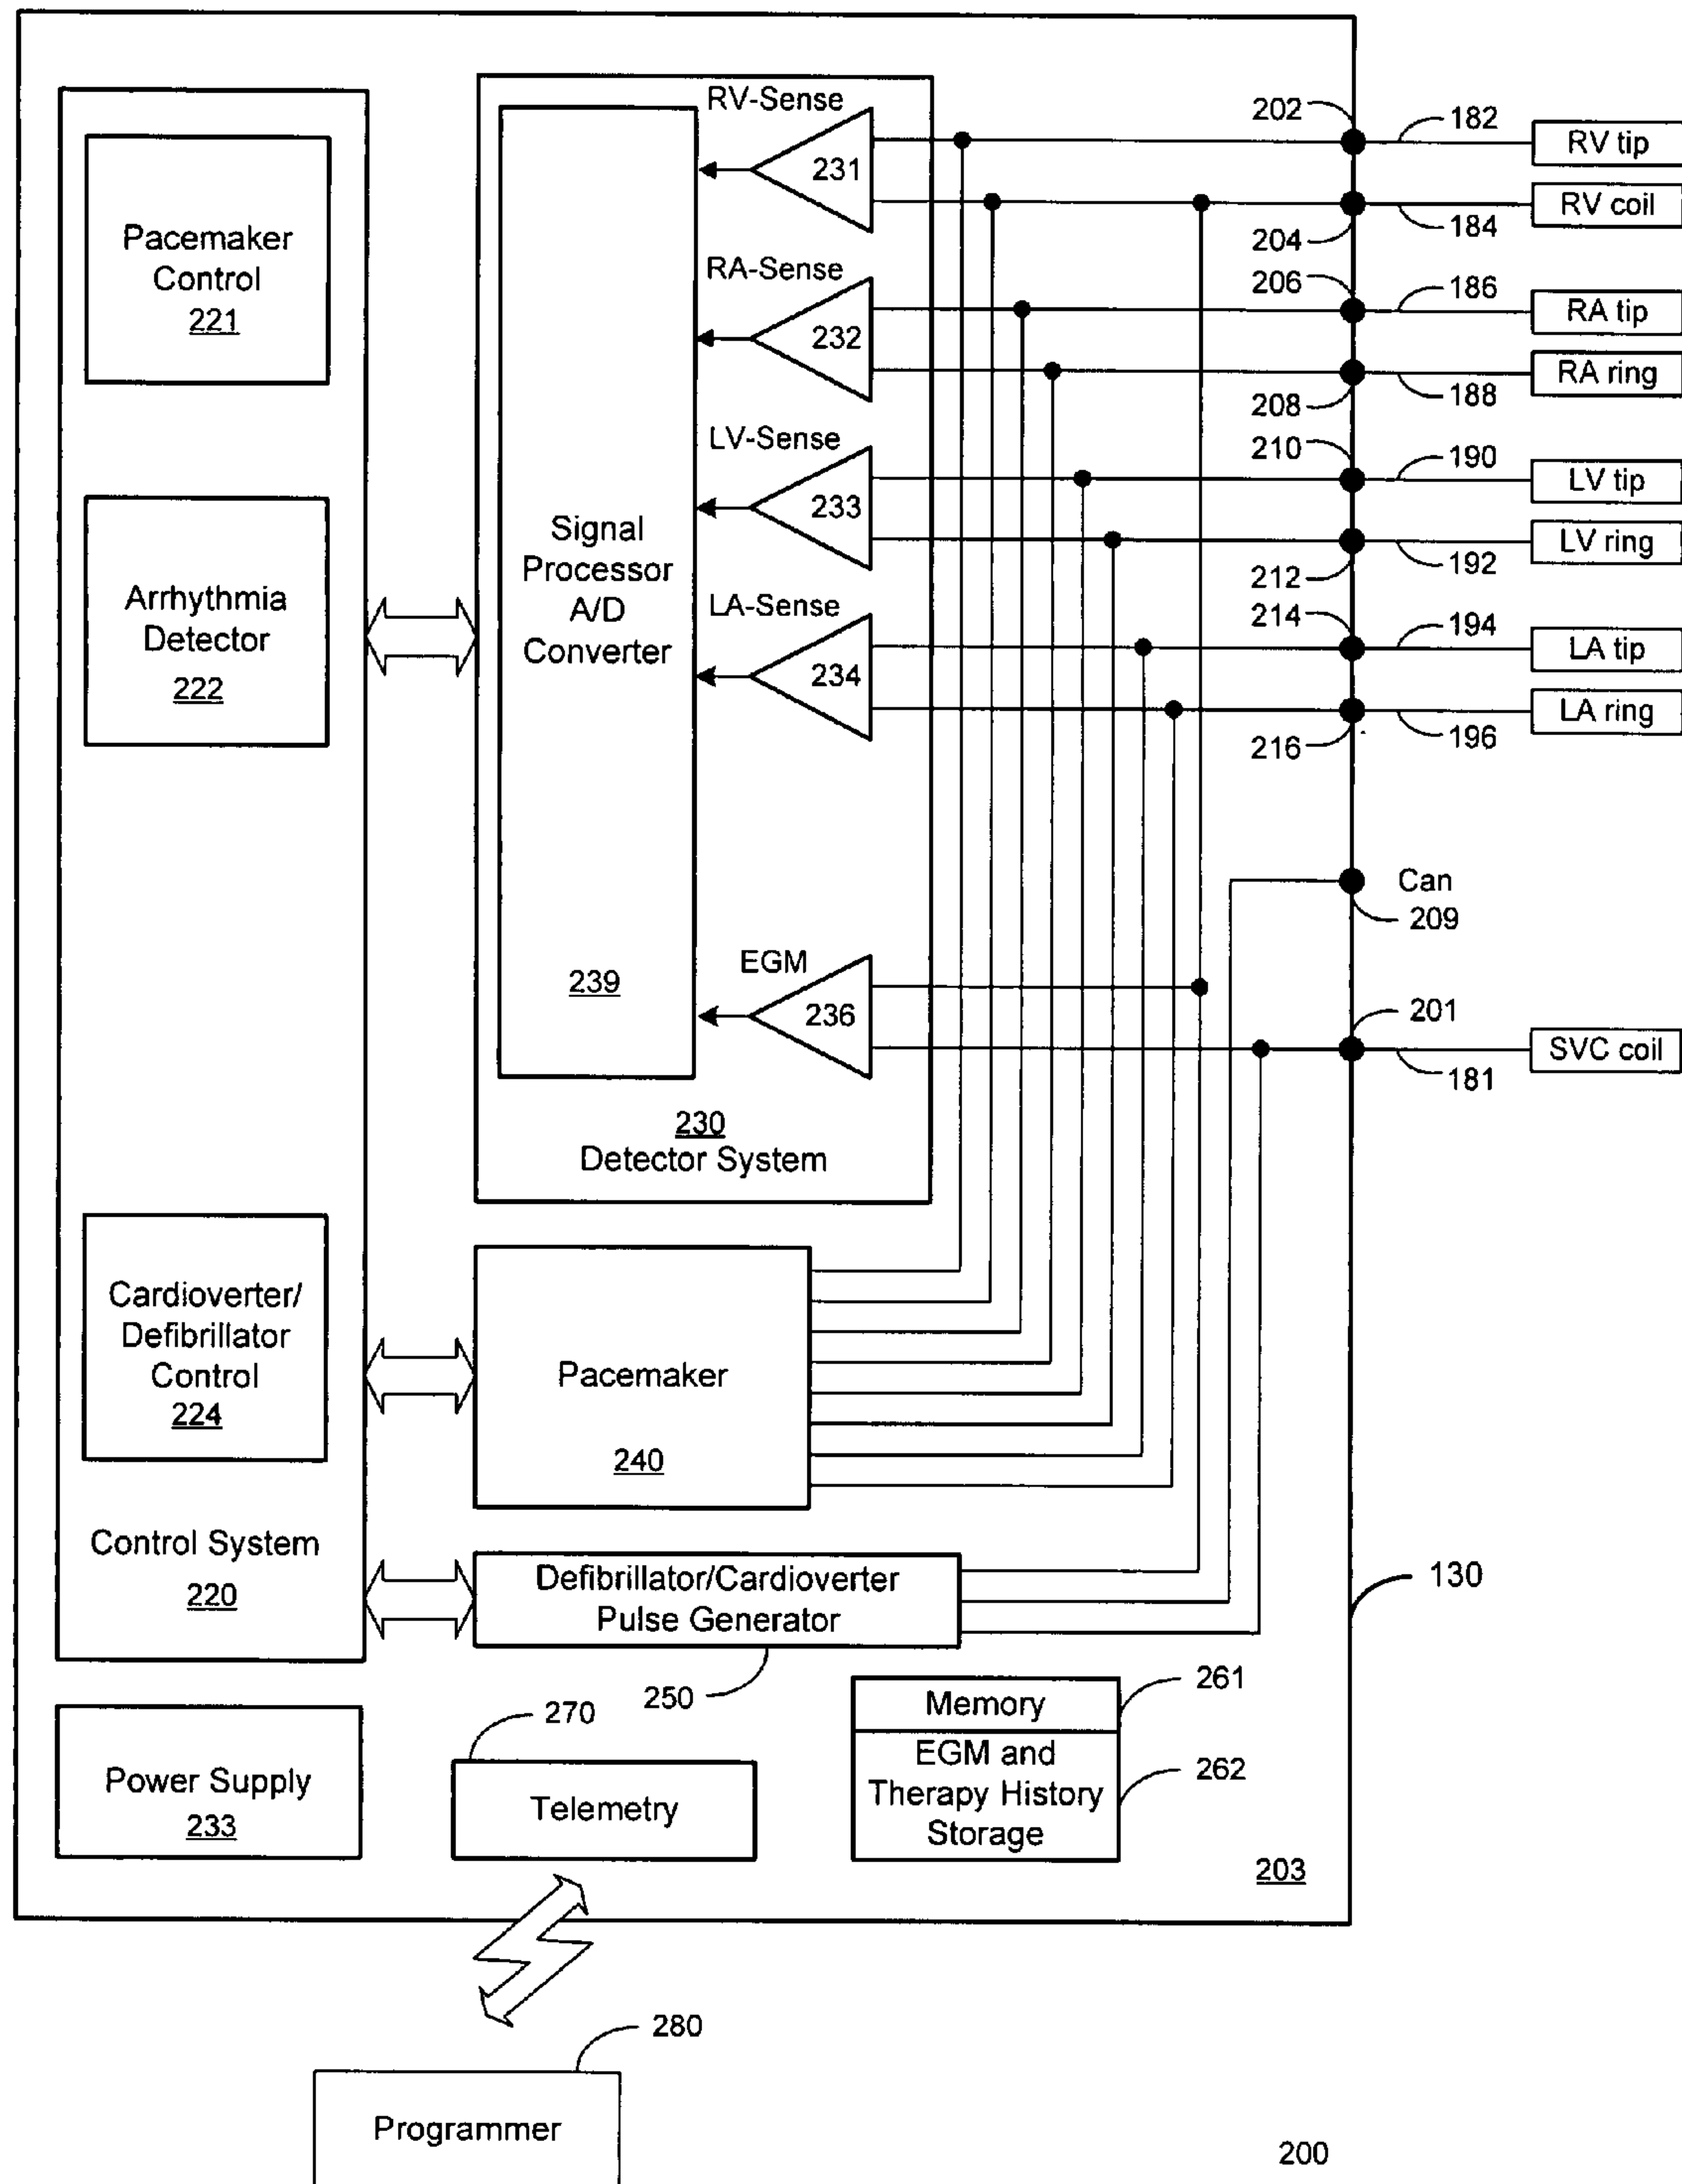 RV-Sense
231
RA-Sense
232
LV-Sense
233
LA-Sense
234
EGM
236
Signal
Processor
A/D
Converter
239
230
Detector System
Pacemaker
Control
221
Arrhythmia
Detector
222
Cardioverter/
Defibrillator
Control
224
Control System
220
202
182
RV tip
204
184
RV coil
206
186
RA tip
208
188
RA ring
210
190
LV tip
212
192
LV ring
214
194
LA tip
216
196
LA ring
Can
209
201
181
SVC coil
Pacemaker
240
Defibrillator/Cardioverter
Pulse Generator
250
130
Power Supply
233
270
Telemetry
Memory
261
EGM and
Therapy History
Storage
262
203
280
Programmer
200